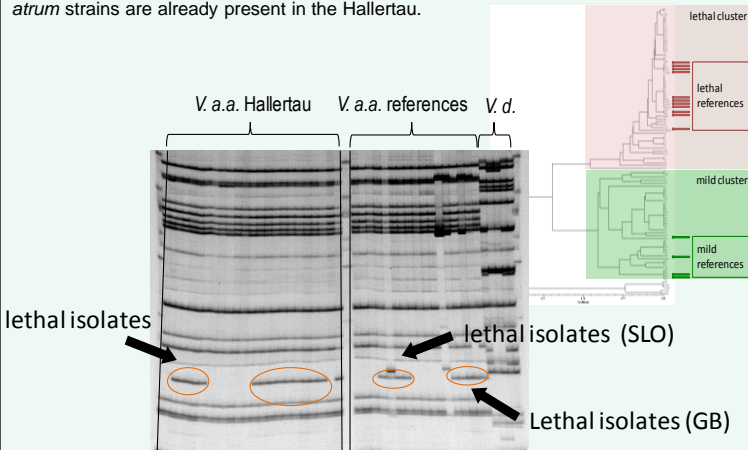 atrum strains are already present in the Hallertau.
lethal cluster
lethal
references
mild cluster
mild
references
V. a.a. Hallertau
V. a.a. references
V. d.
lethal isolates
lethal isolates (SLO)
Lethal isolates (GB)